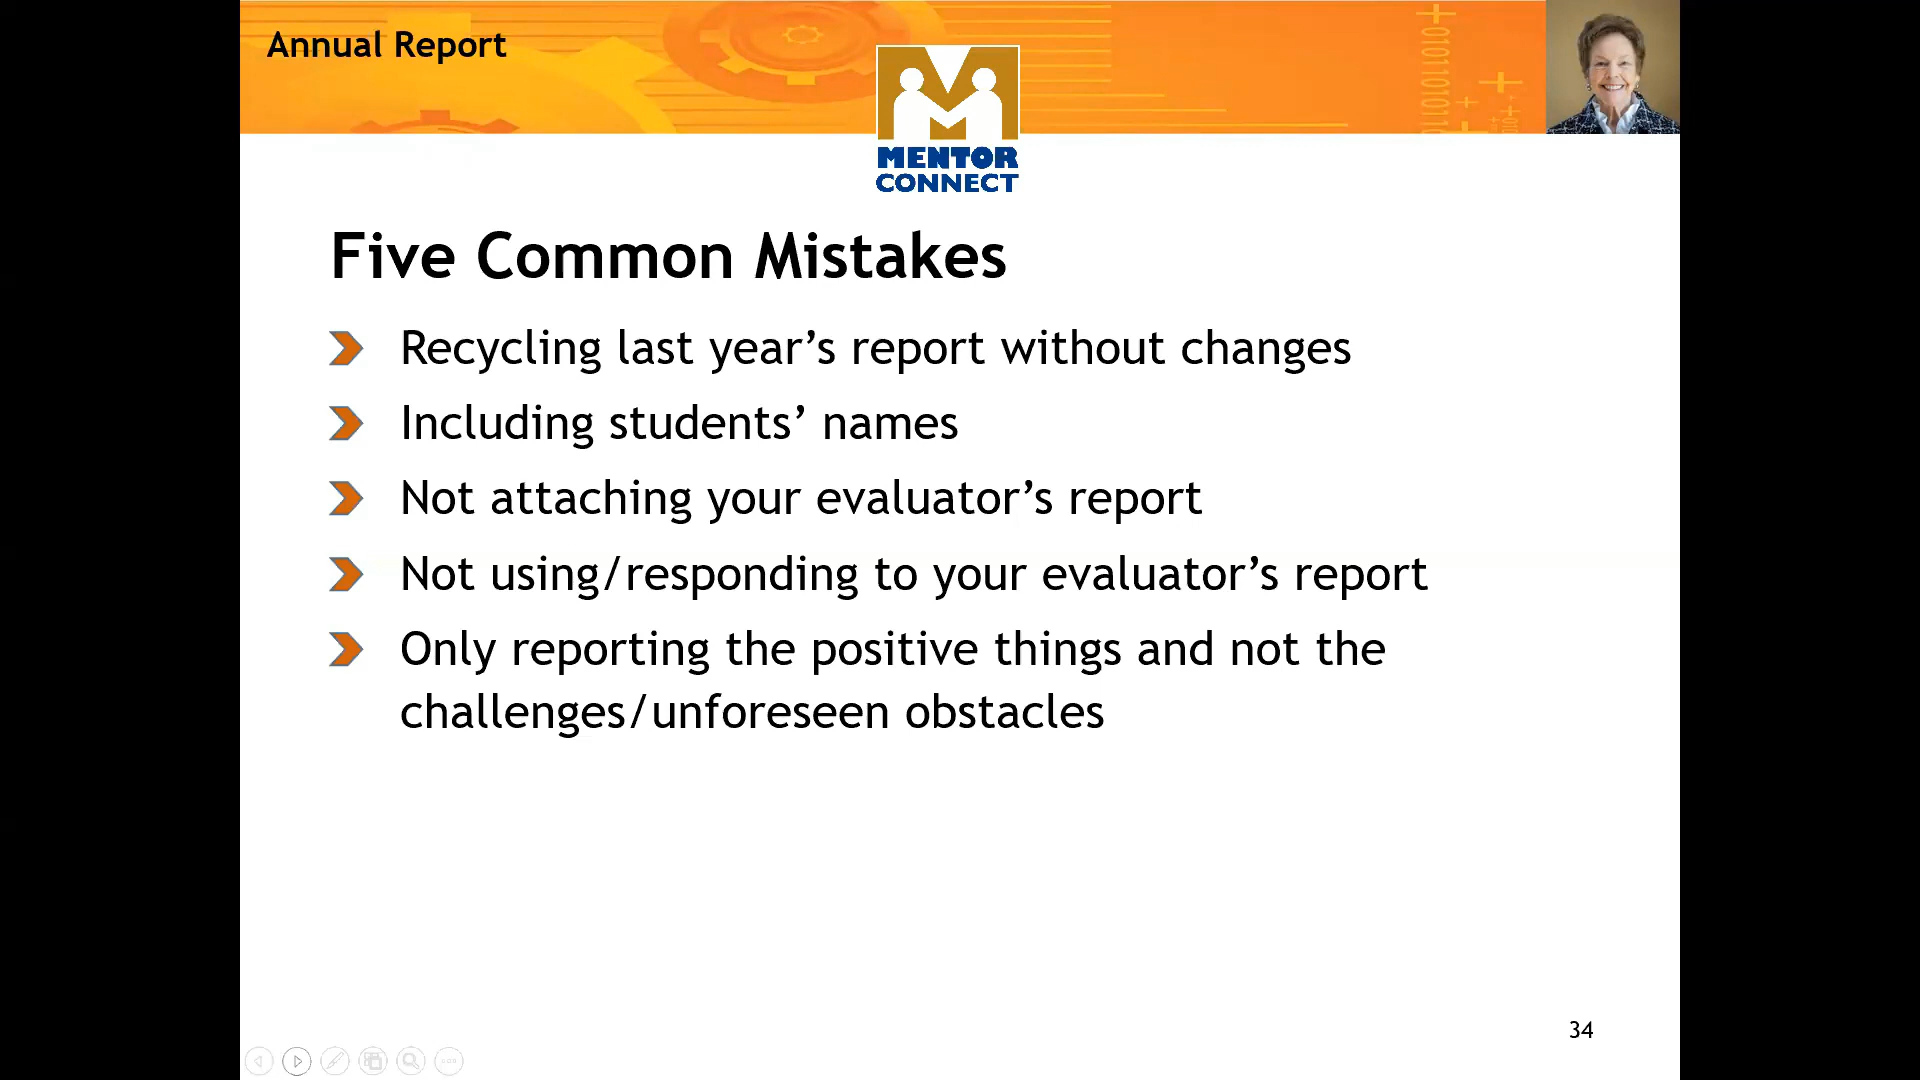 Annual Report
MENTOR
CONNECT
Five Common Mistakes
Recycling last year’s report without changes
Including students’ names
Not attaching your evaluator’s report
Not using/responding to your evaluator’s report
Only reporting the positive things and not the
challenges/unforeseen obstacles
34